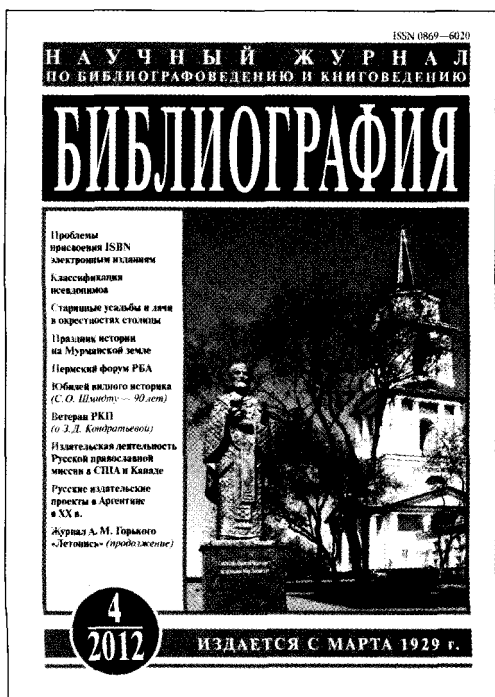 ISSN 0869—6020
НАУЧНЫЙ ЖУРНАЛ
ПО БИБЛИОГРАФОВЕДЕНИЮ И КНИГОВЕДЕНИЮ
БИБЛИОГРАФИЯ
Проблемы
присвоения ISBN
электронным изданиям
Классификация
псевдонимов
Старинные усадьбы и дачи
в окрестностях столицы
Праздник истории
на Мурманской земле
Пермский форум РБА
Юбилей видного историка
(С. О. Шмидту — 90 лет)
Ветеран РКП
(о З.Д. Кондратьевой)
Издательская деятельность
Русской православной
миссии в США и Канаде
Русские издательские
проекты в Аргентине
в XX в.
Журнал А. М. Горького
«Летопись» (продолжение)
4
2012
ИЗДАЕТСЯ С МАРТА 1929 г.